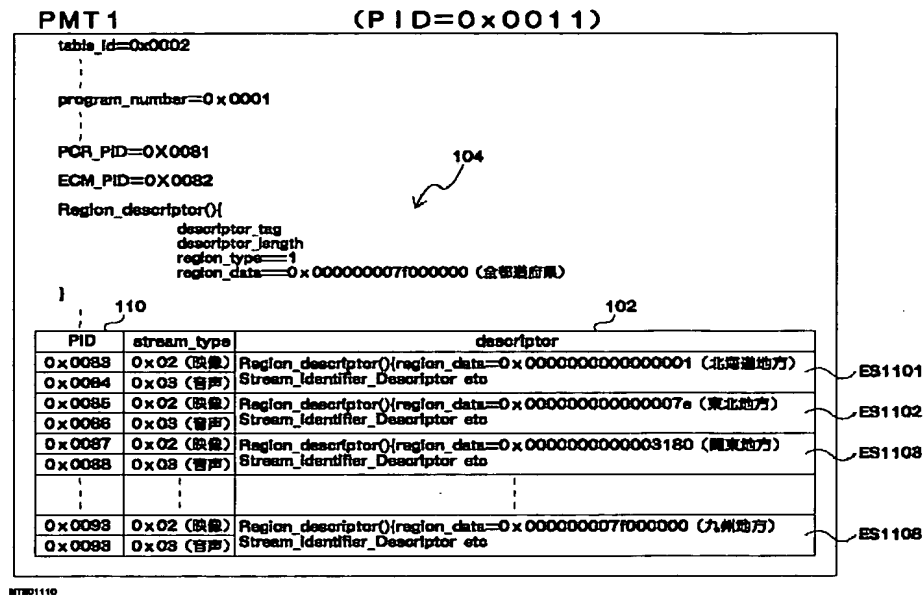 PMT1 (PID=0x0011)
table_id=0x0002
program_number=0x0001
PCR_PID=0X0081
ECM_PID=0X0082
104
Region_descriptor(){
descriptor_tag
descriptor_length
region_type==1
region_data==0x000000007f000000 (全都道府県)
}
110
102
PID stream_type descriptor
0x0083 0x02 (映像) Region_descriptor(){region_data=0x0000000000000001 (北海道地方)
0x0084 0x03 (音声) Stream_Identifier_Descriptor etc
ES1101
0x0085 0x02 (映像) Region_descriptor(){region_data=0x000000000000007e (東北地方)
0x0086 0x03 (音声) Stream_Identifier_Descriptor etc
ES1102
0x0087 0x02 (映像) Region_descriptor(){region_data=0x0000000000003180 (関東地方)
0x0088 0x03 (音声) Stream_Identifier_Descriptor etc
ES1103
0x0093 0x02 (映像) Region_descriptor(){region_data=0x000000007f000000 (九州地方)
0x0093 0x03 (音声) Stream_Identifier_Descriptor etc
ES1108